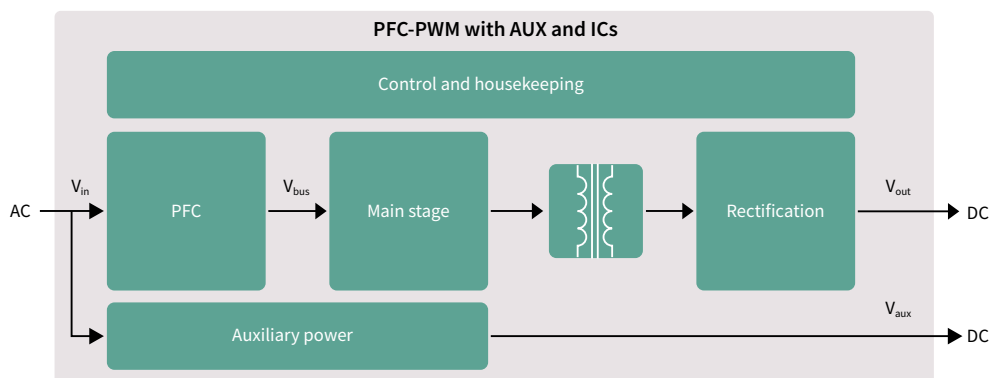 PFC-PWM with AUX and ICs
Control and housekeeping
AC
Vin
PFC
Vbus
Main stage
Rectification
Vout
DC
Auxiliary power
Vaux
DC